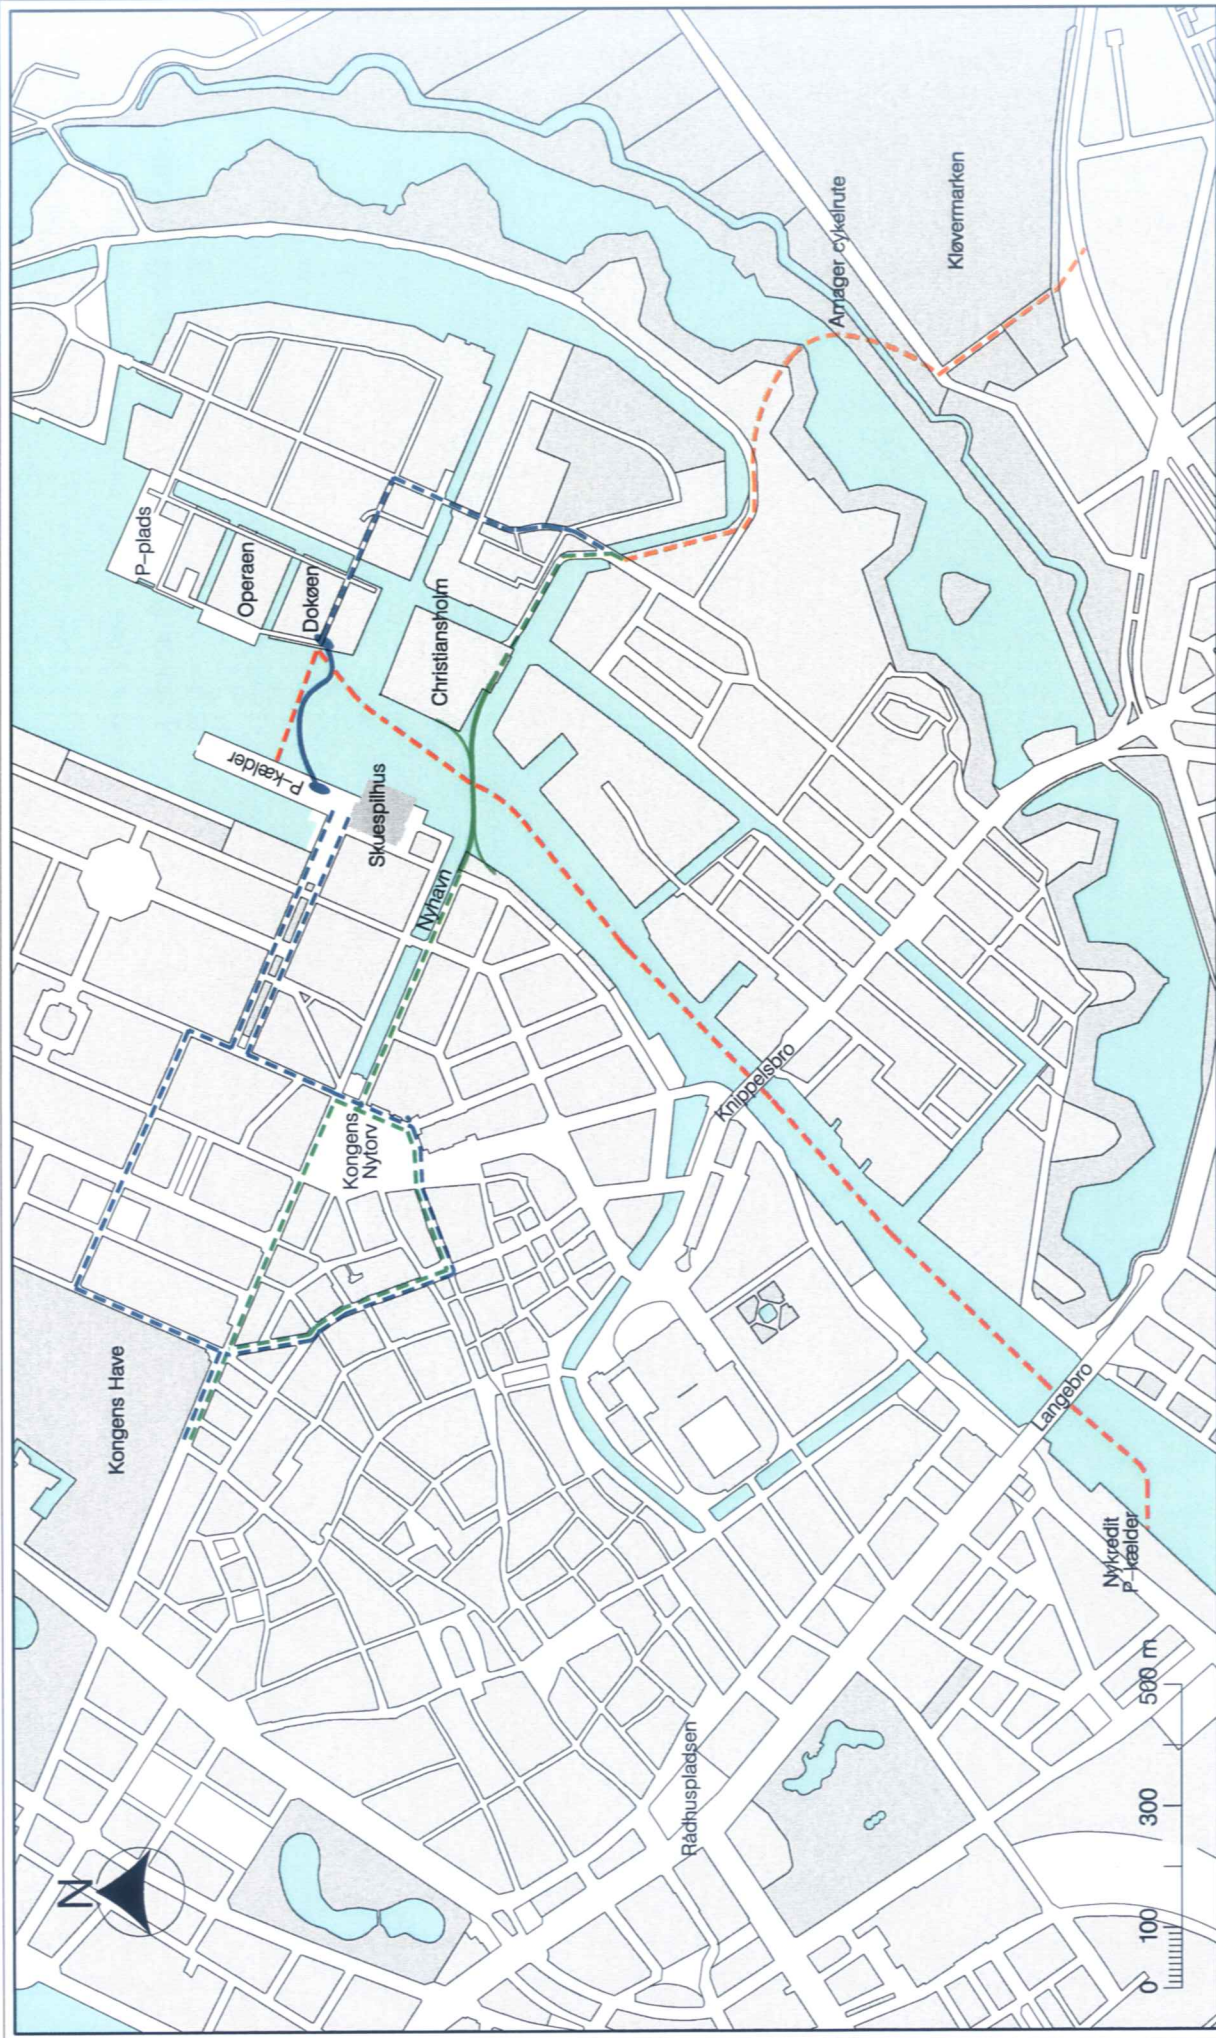 N
P-plads
Operaen
Dokøen
Christiansholm
P-kælder
Skuespilhus
Nyhavn
Kongens
Nytorv
Kongens Have
Amager cykelrute
Kløvermarken
Knippelsbro
Langebro
Rådhuspladsen
Nykredit
P-kælder
0 100 300 500 m